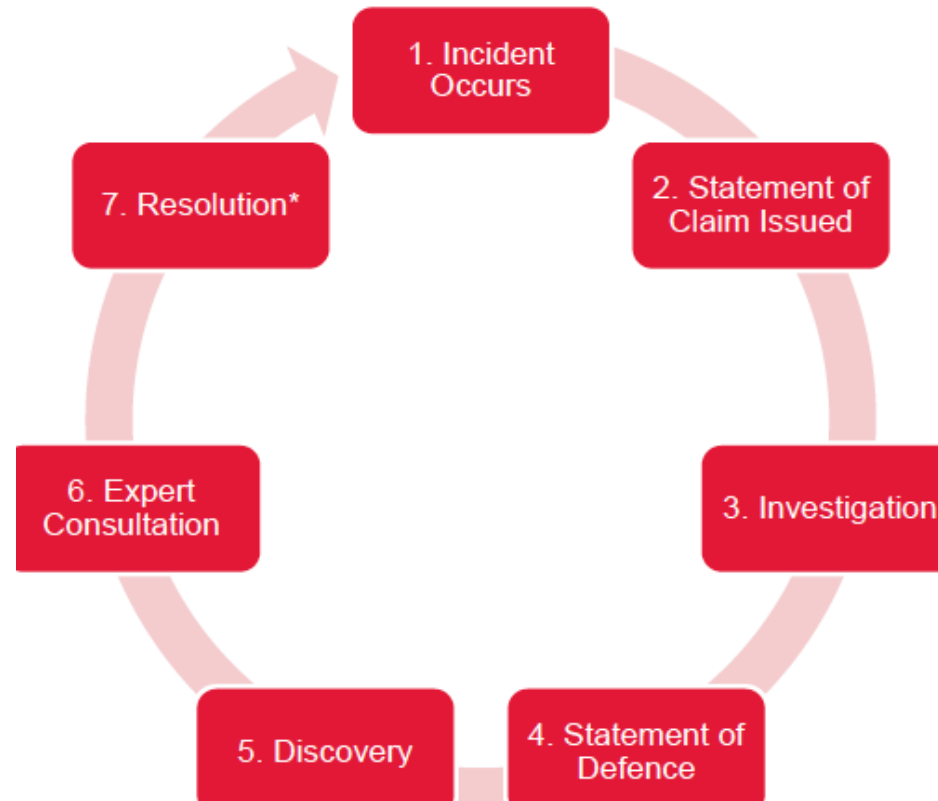 1. Incident
Occurs
2. Statement of
Claim Issued
3. Investigation
4. Statement of
Defence
5. Discovery
6. Expert
Consultation
7. Resolution*